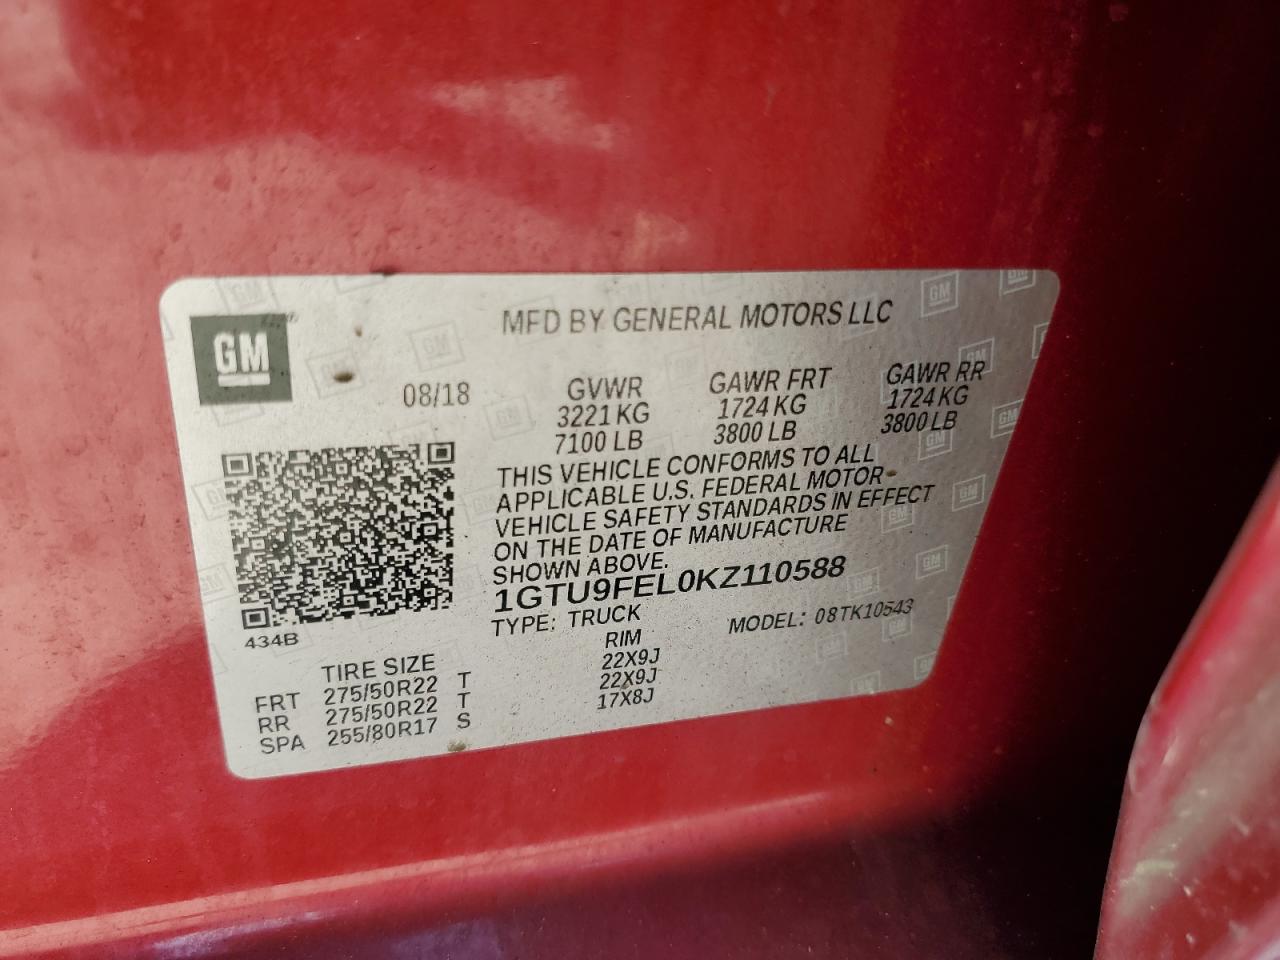 GM
MFD BY GENERAL MOTORS LLC
08/18
GVWR GAWR FRT GAWR RR
3221 KG 1724 KG 1724 KG
7100 LB 3800 LB 3800 LB
THIS VEHICLE CONFORMS TO ALL
APPLICABLE U.S. FEDERAL MOTOR
VEHICLE SAFETY STANDARDS IN EFFECT
ON THE DATE OF MANUFACTURE
SHOWN ABOVE.
1GTU9FEL0KZ110588
TYPE: TRUCK MODEL: 08TK10543
434B
TIRE SIZE RIM
FRT 275/50R22 T 22X9J
RR 275/50R22 T 22X9J
SPA 255/80R17 S 17X8J